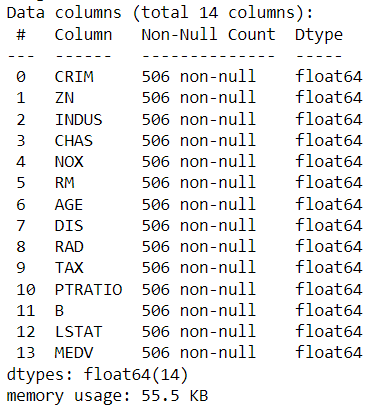 Data columns (total 14 columns):
 #   Column   Non-Null Count  Dtype
---  ------   --------------  -----
 0   CRIM     506 non-null    float64
 1   ZN       506 non-null    float64
 2   INDUS    506 non-null    float64
 3   CHAS     506 non-null    float64
 4   NOX      506 non-null    float64
 5   RM       506 non-null    float64
 6   AGE      506 non-null    float64
 7   DIS      506 non-null    float64
 8   RAD      506 non-null    float64
 9   TAX      506 non-null    float64
 10  PTRATIO  506 non-null    float64
 11  B        506 non-null    float64
 12  LSTAT    506 non-null    float64
 13  MEDV     506 non-null    float64
dtypes: float64(14)
memory usage: 55.5 KB